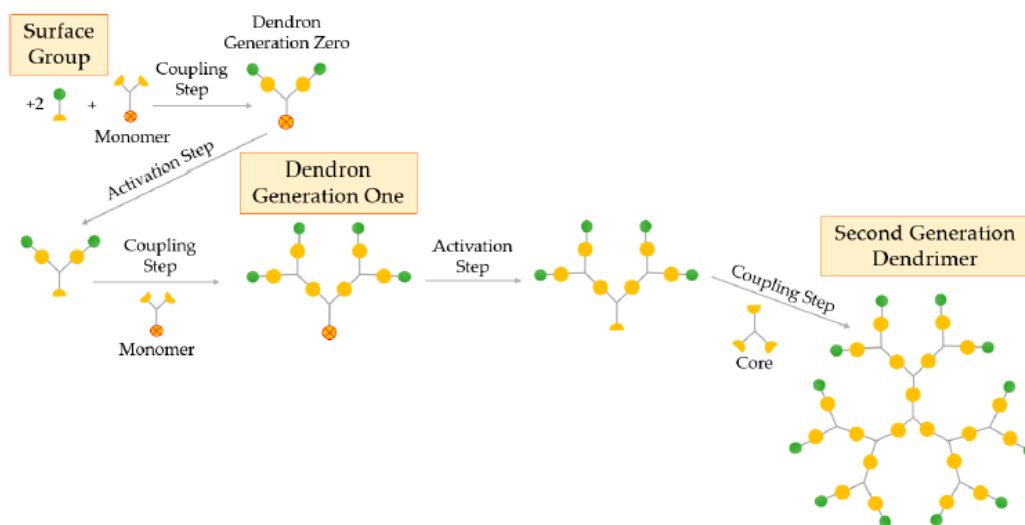 Surface
Group
+2
+
Monomer
Coupling
Step
Dendron
Generation Zero
Activation Step
Coupling
Step
Monomer
Dendron
Generation One
Activation
Step
Coupling Step
Core
Second Generation
Dendrimer